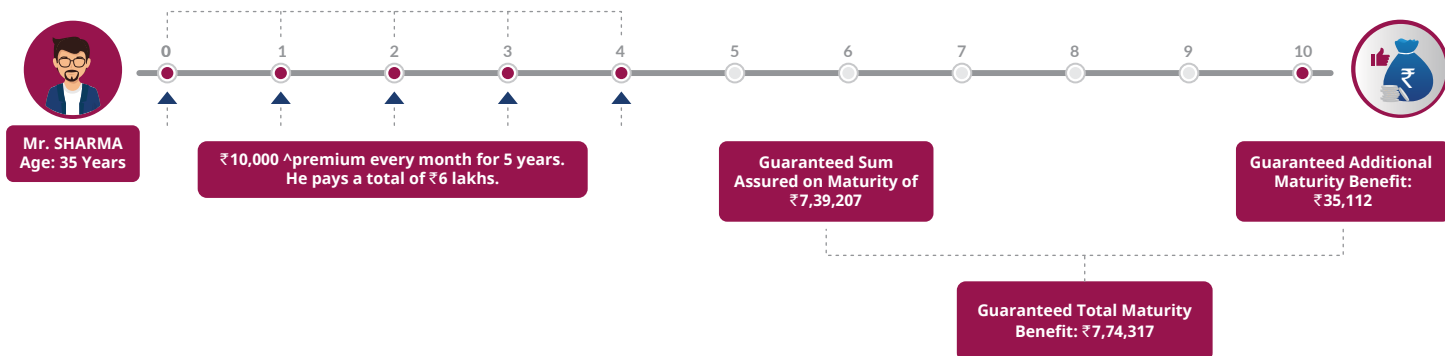 0 1 2 3 4 5 6 7 8 9 10
₹
Mr. SHARMA
Age: 35 Years
₹10,000 ^premium every month for 5 years.
He pays a total of ₹6 lakhs.
Guaranteed Sum
Assured on Maturity of
₹7,39,207
Guaranteed Additional
Maturity Benefit:
₹35,112
Guaranteed Total Maturity
Benefit: ₹7,74,317